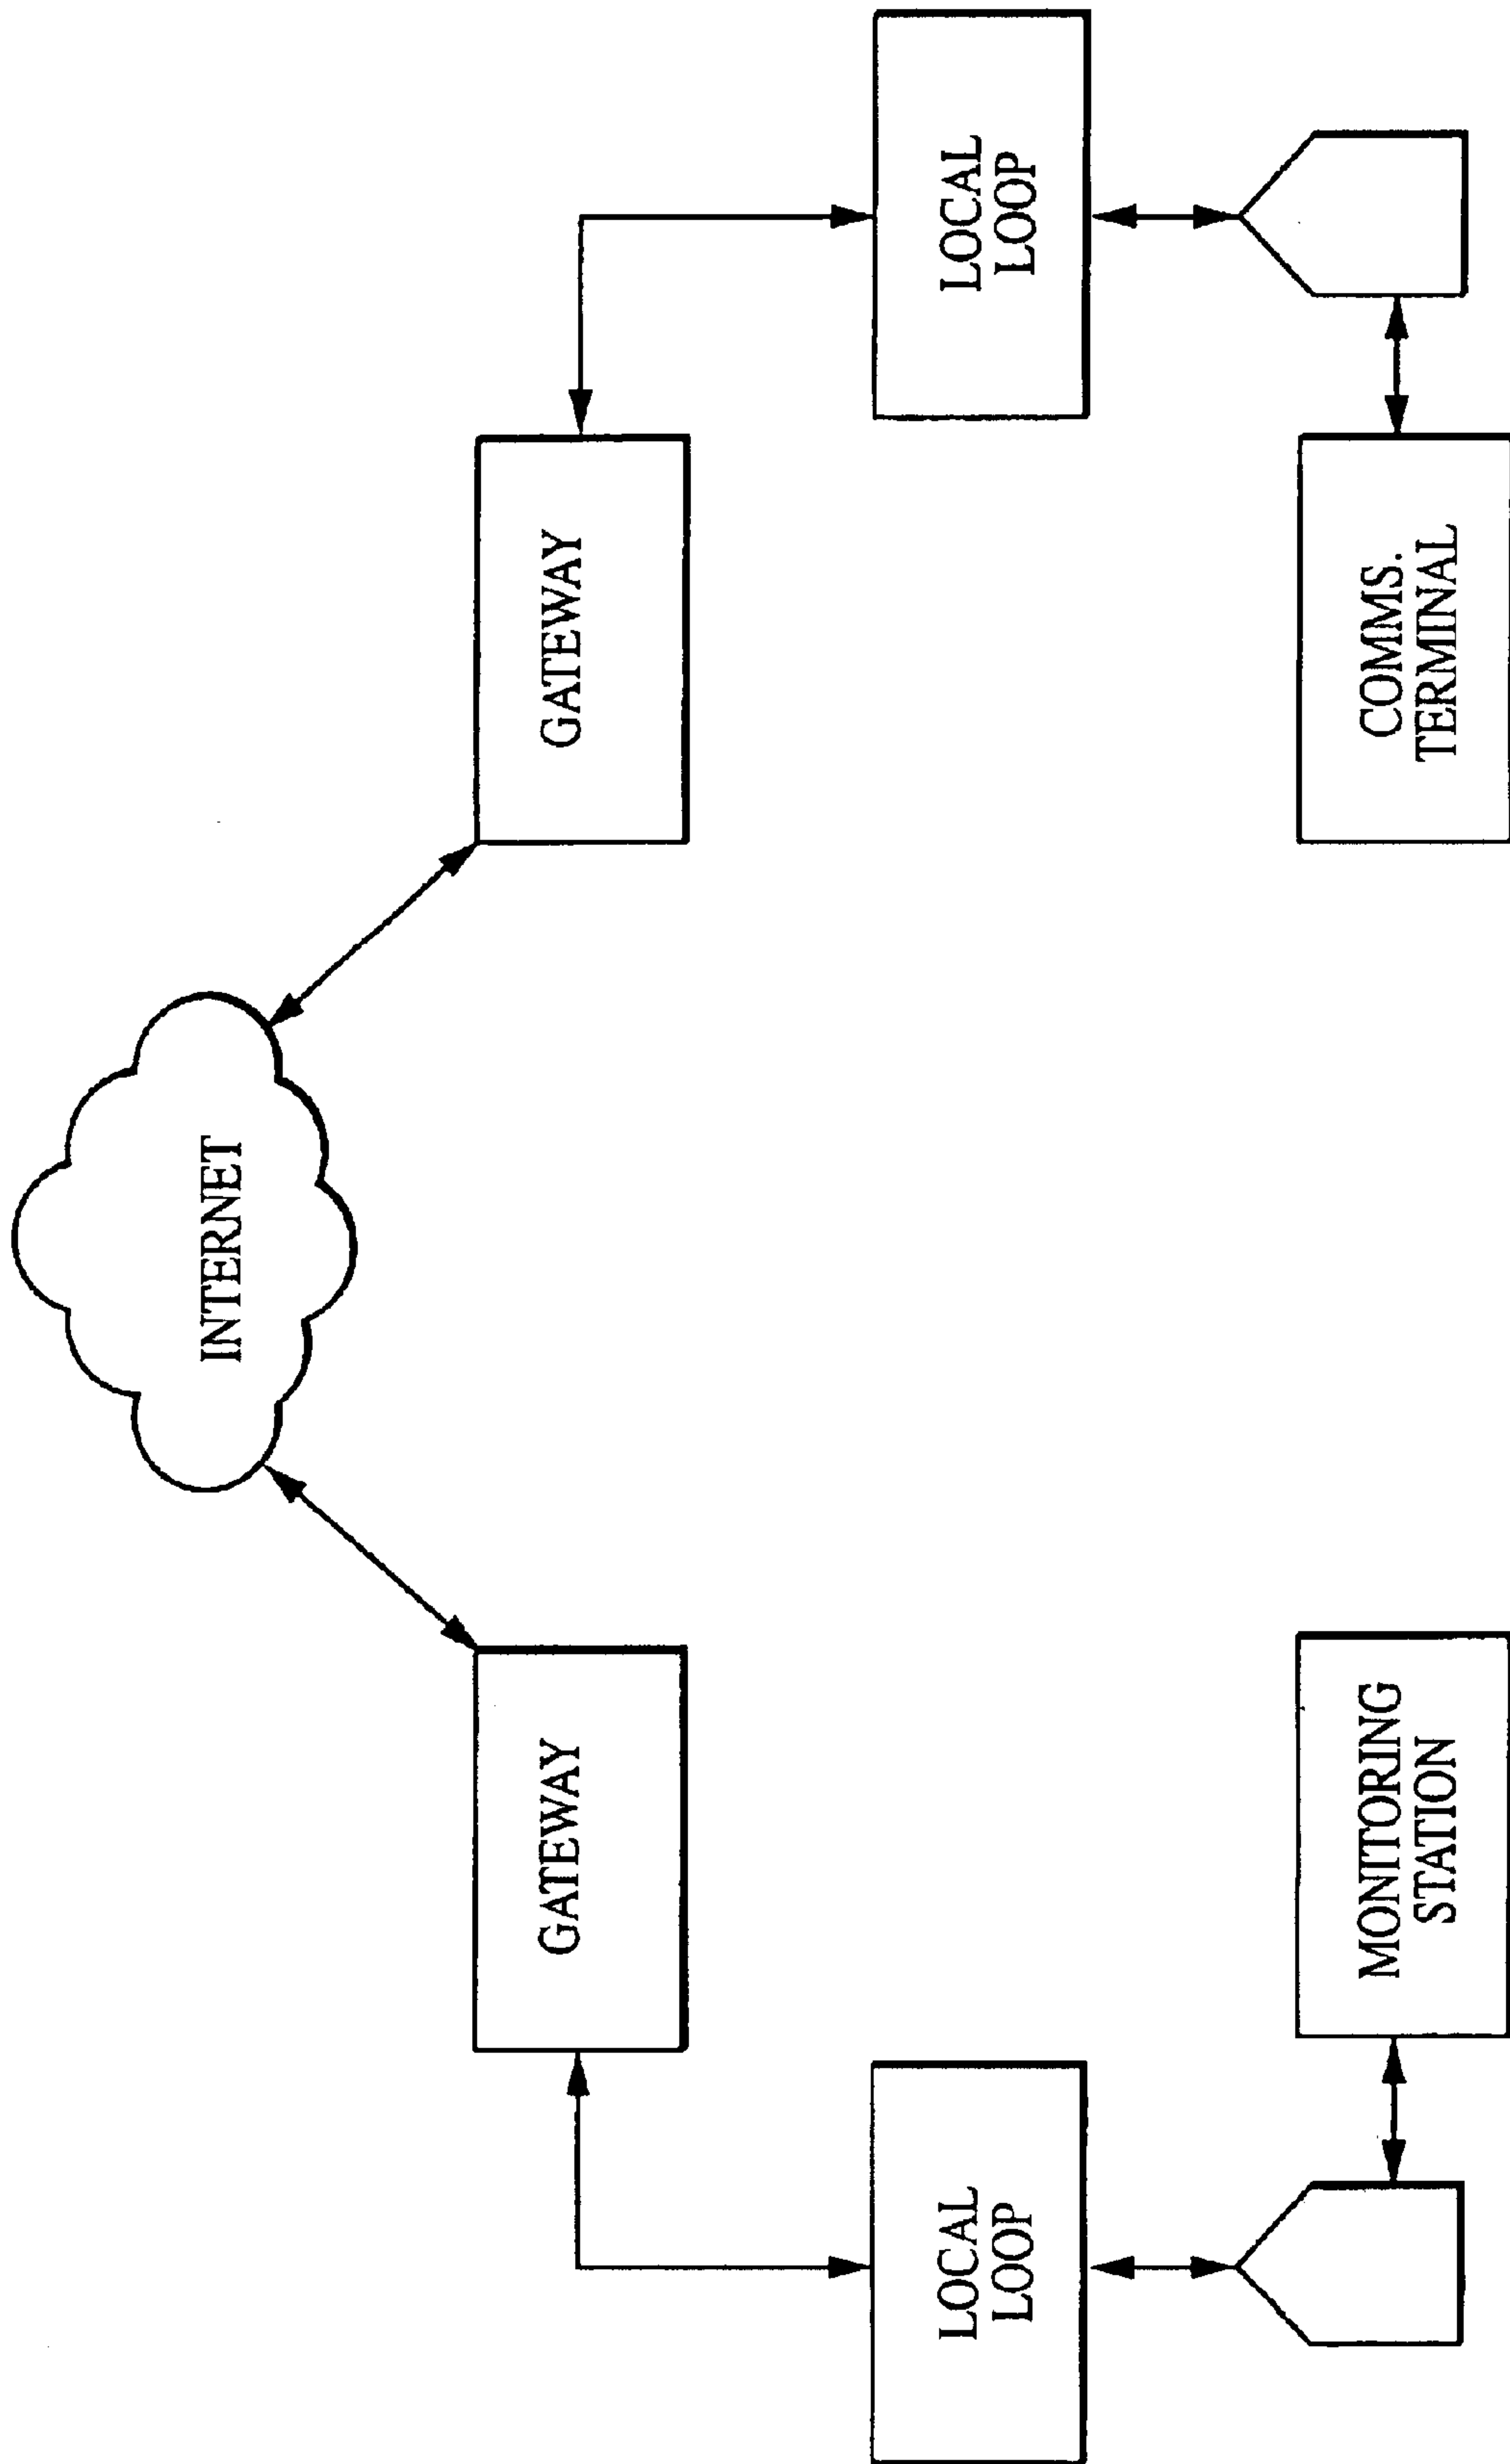 INTERNET
GATEWAY
GATEWAY
LOCAL
LOOP
LOCAL
LOOP
MONITORING
STATION
COMMS.
TERMINAL